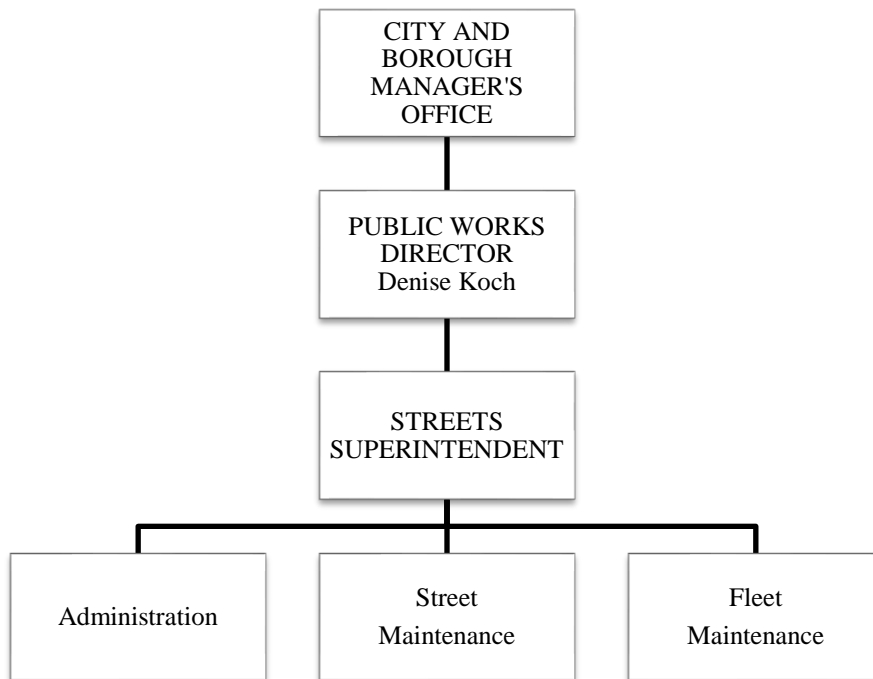 CITY AND
BOROUGH
MANAGER'S
OFFICE
PUBLIC WORKS
DIRECTOR
Denise Koch
STREETS
SUPERINTENDENT
Administration
Street
Maintenance
Fleet
Maintenance